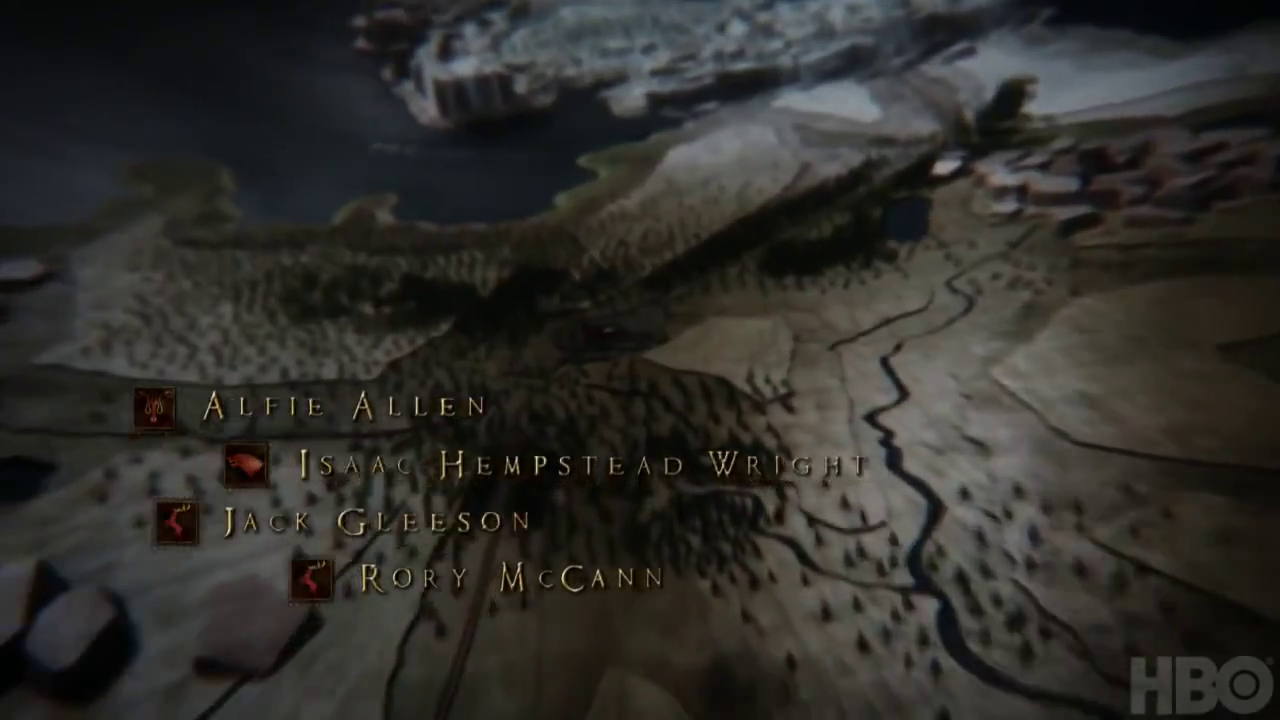 Alfie Allen
Isaac Hempstead Wright
Jack Gleeson
Rory McCann
HBO